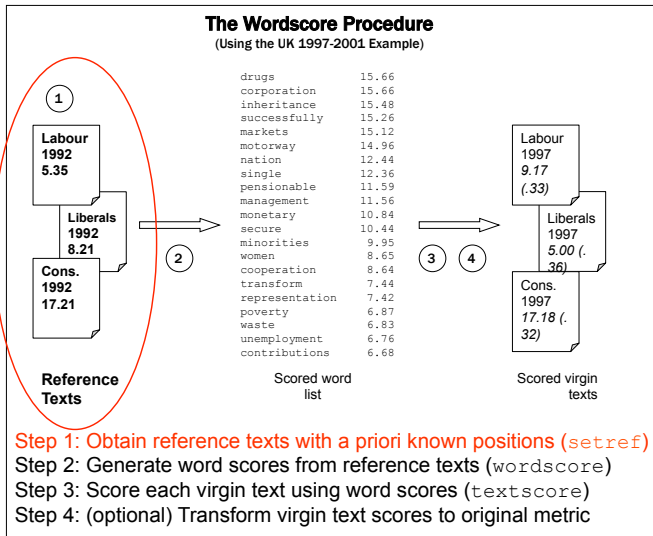 The Wordscore Procedure
(Using the UK 1997-2001 Example)
1
Labour
1992
5.35
Liberals
1992
8.21
Cons.
1992
17.21
Reference
Texts
2
drugs 15.66
corporation 15.66
inheritance 15.48
successfully 15.26
markets 15.12
motorway 14.96
nation 12.44
single 12.36
pensionable 11.59
management 11.56
monetary 10.84
secure 10.44
minorities 9.95
women 8.65
cooperation 8.64
transform 7.44
representation 7.42
poverty 6.87
waste 6.83
unemployment 6.76
contributions 6.68
Scored word
list
3 4
Labour
1997
9.17
(.33)
Liberals
1997
5.00 (.
36)
Cons.
1997
17.18 (.
32)
Scored virgin
texts
Step 1: Obtain reference texts with a priori known positions (setref)
Step 2: Generate word scores from reference texts (wordscore)
Step 3: Score each virgin text using word scores (textscore)
Step 4: (optional) Transform virgin text scores to original metric